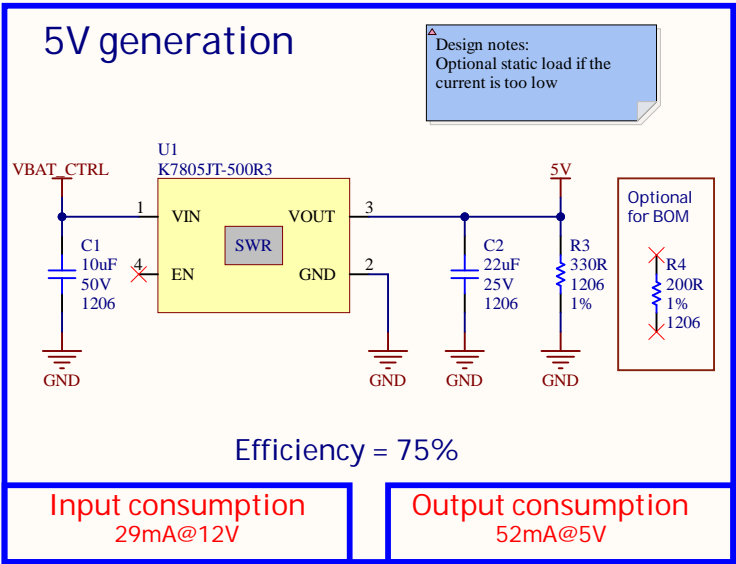 5V generation
Design notes:
Optional static load if the
current is too low
U1
K7805JT-500R3
VBAT_CTRL
5V
1
VIN
VOUT
3
SWR
4
EN
GND
2
C1
10uF
50V
1206
C2
22uF
25V
1206
R3
330R
1206
1%
Optional
for BOM
R4
200R
1%
1206
GND
GND
GND
GND
Efficiency = 75%
Input consumption
29mA@12V
Output consumption
52mA@5V